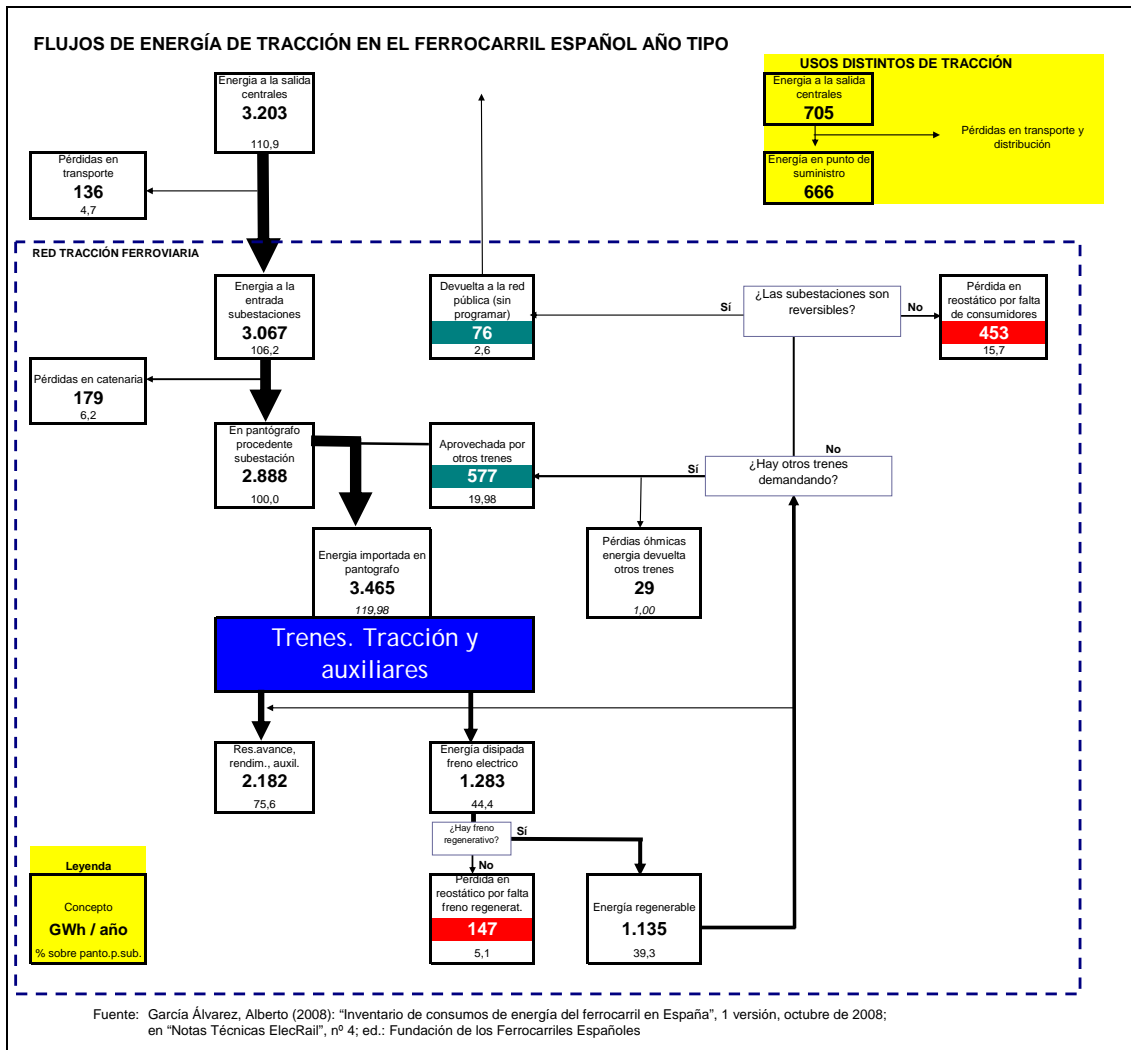 FLUJOS DE ENERGÍA DE TRACCIÓN EN EL FERROCARRIL ESPAÑOL AÑO TIPO
USOS DISTINTOS DE TRACCIÓN
Energia a la salida
centrales
3.203
110,9
Energia a la salida
centrales
705
Pérdidas en transporte y
distribución
Energía en punto de
suministro
666
Pérdidas en
transporte
136
4,7
RED TRACCIÓN FERROVIARIA
Energia a la
entrada
subestaciones
3.067
106,2
Devuelta a la red
pública (sin
programar)
76
2,6
Sí
¿Las subestaciones son
reversibles?
No
Pérdida en
reostático por falta
de consumidores
453
15,7
Pérdidas en catenaria
179
6,2
En pantógrafo
procedente
subestación
2.888
100,0
Aprovechada por
otros trenes
577
19,98
Sí
No
¿Hay otros trenes
demandando?
Energia importada en
pantografo
3.465
119,98
Pérdias óhmicas
energia devuelta
otros trenes
29
1,00
Trenes. Tracción y
auxiliares
Res.avance,
rendim., auxil.
2.182
75,6
Energía disipada
freno electrico
1.283
44,4
¿Hay freno
regenerativo?
Sí
No
Pérdida en
reostático por falta
freno regenerat.
147
5,1
Energía regenerable
1.135
39,3
Leyenda
Concepto
GWh / año
% sobre panto.p.sub.
Fuente: García Álvarez, Alberto (2008): “Inventario de consumos de energía del ferrocarril en España”, 1 versión, octubre de 2008;
en “Notas Técnicas ElecRail”, nº 4; ed.: Fundación de los Ferrocarriles Españoles